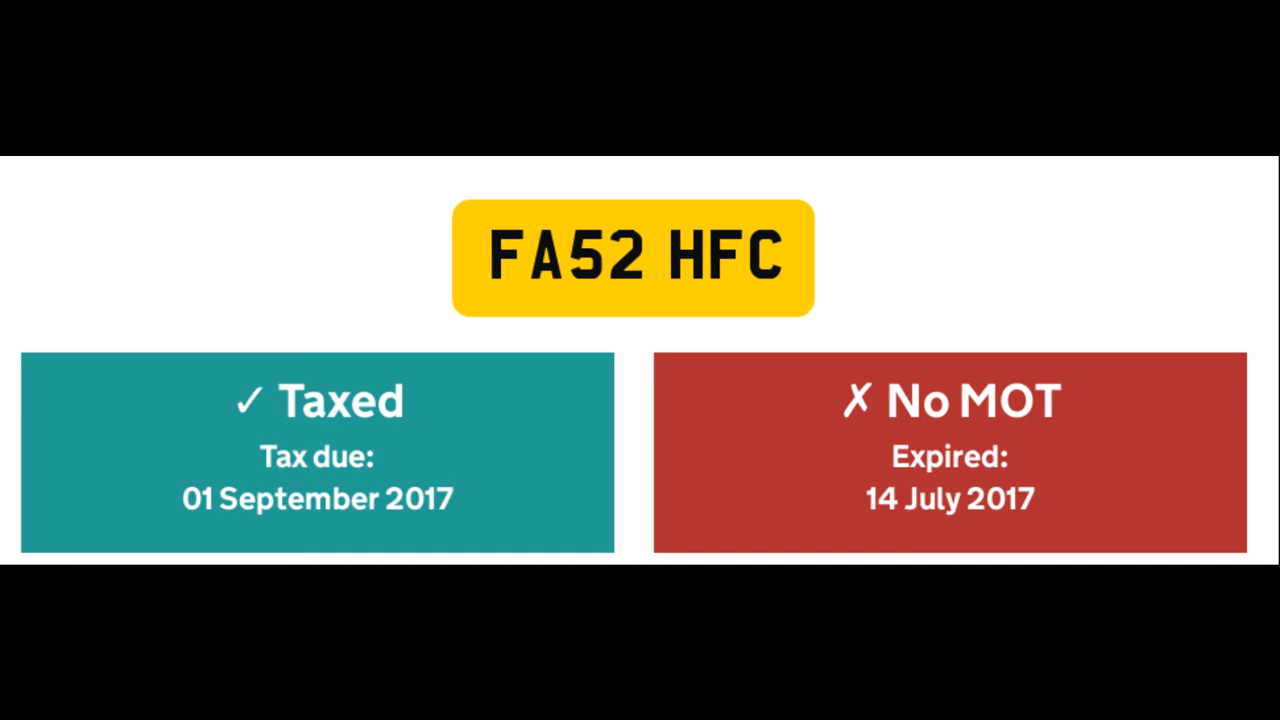 FA52 HFC
✓ Taxed
Tax due:
01 September 2017
✗ No MOT
Expired:
14 July 2017